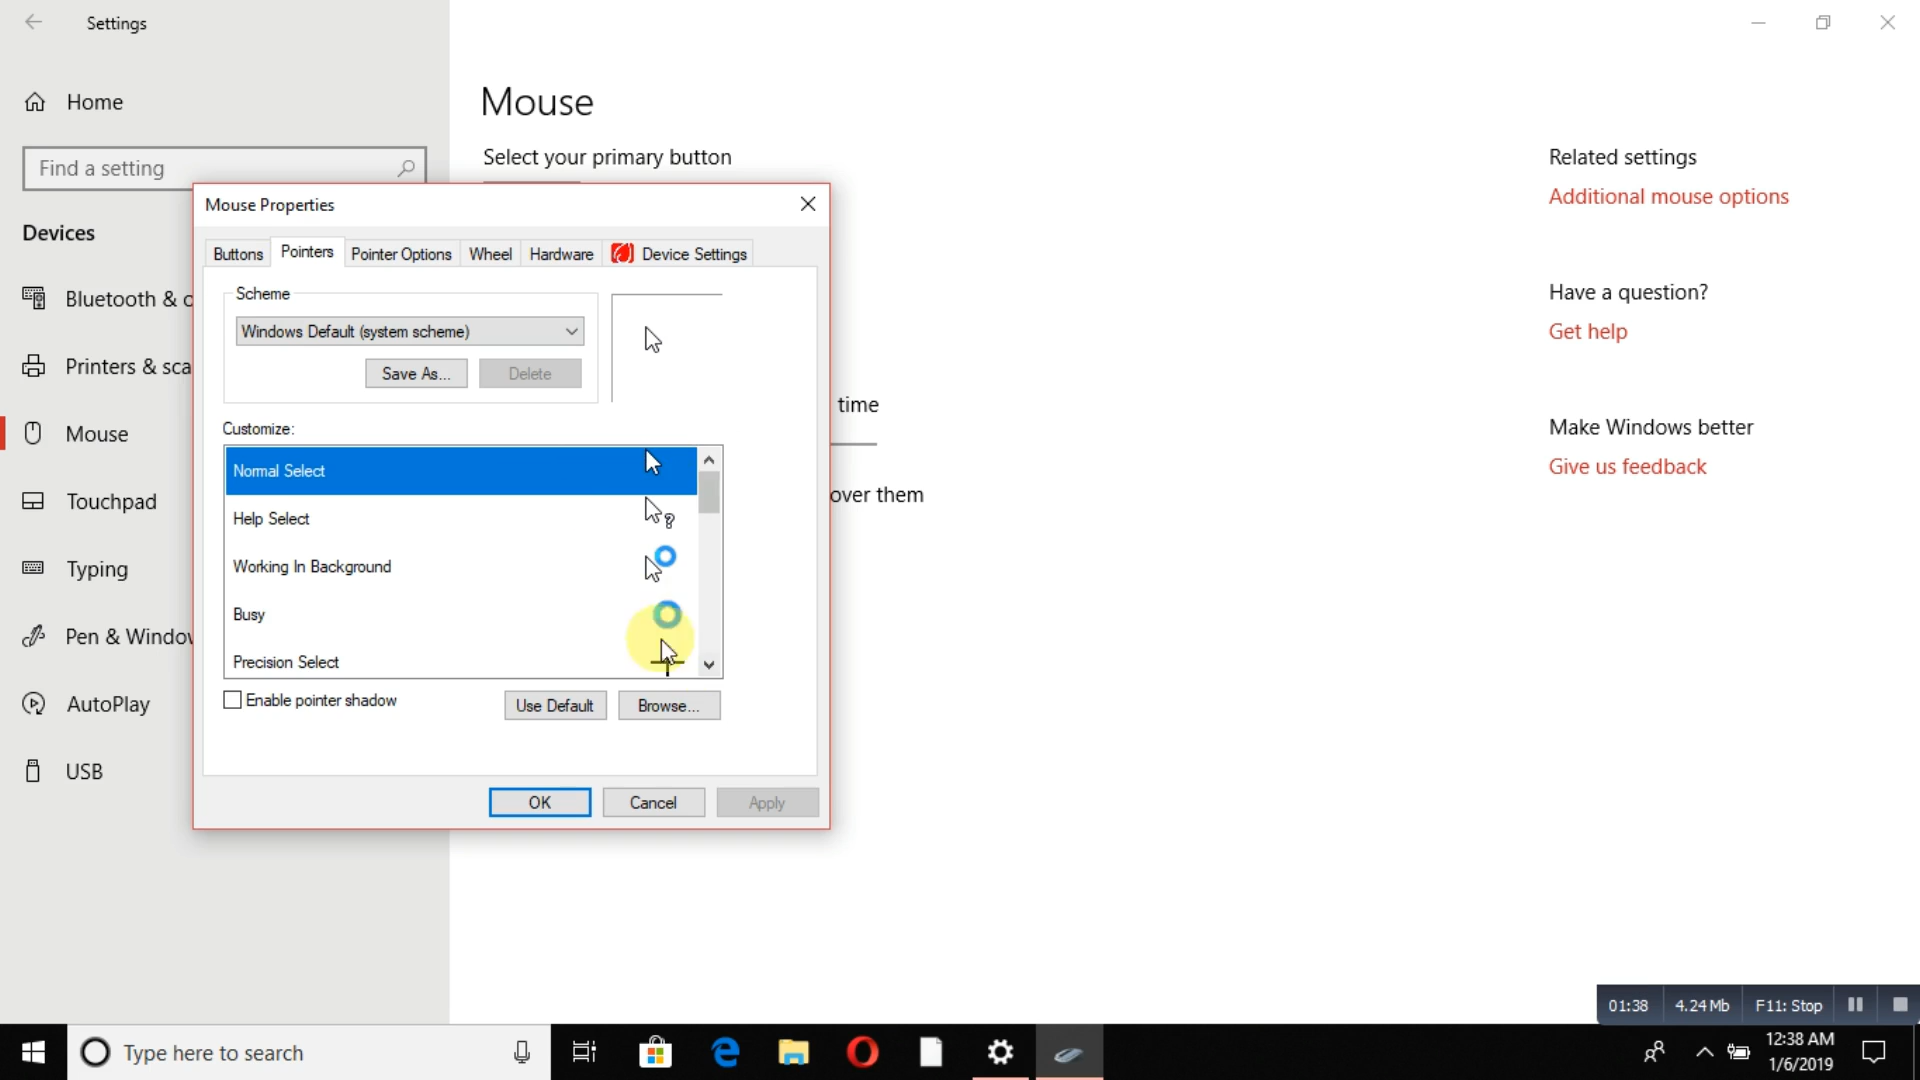 Settings
Home
Find a setting
Devices
Bluetooth & o
Printers & sca
Mouse
Touchpad
Typing
Pen & Window
AutoPlay
USB
Mouse
Select your primary button
time
over them
Related settings
Additional mouse options
Have a question?
Get help
Make Windows better
Give us feedback
Mouse Properties
Buttons Pointers Pointer Options Wheel Hardware Device Settings
Scheme
Windows Default (system scheme)
Save As... Delete
Customize:
Normal Select
Help Select
Working In Background
Busy
Precision Select
Enable pointer shadow
Use Default Browse...
OK Cancel Apply
01:38 4.24 Mb F11: Stop
Type here to search
12:38 AM
1/6/2019